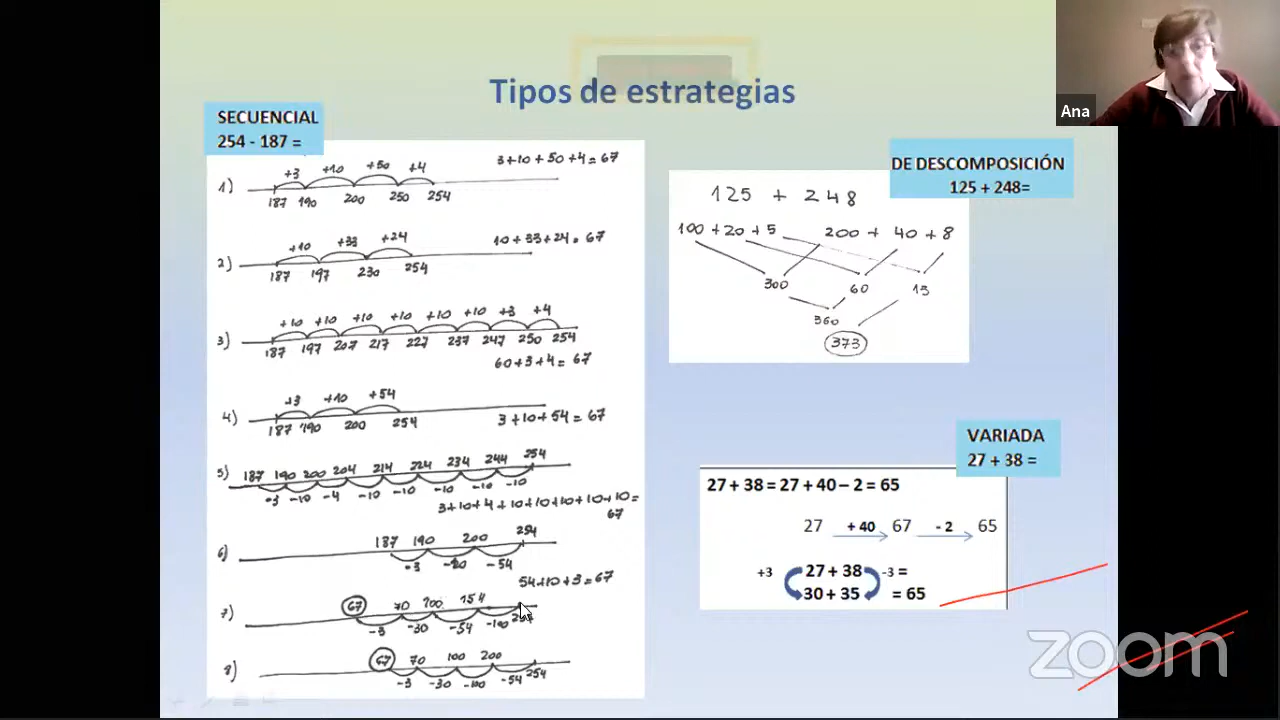 Tipos de estrategias
Ana
SECUENCIAL
254 - 187 =
1)
+3 +10 +50 +4
187 190 200 250 254
3+10+50+4=67
2)
+10 +33 +24
187 197 230 254
10+33+24=67
3)
+10 +10 +10 +10 +10 +10 +3 +4
187 197 207 217 227 237 247 250 254
60+3+4=67
4)
+3 +10 +54
187 190 200 254
3+10+54=67
5)
187 190 200 204 214 224 234 244 254
-3 -10 -4 -10 -10 -10 -10 -10
3+10+4+10+10+10+10+10=
67
6)
187 190 200 254
-3 -54
54+10+3=67
7)
67 70 100 154
-3 -30 -54 -100
8)
67 70 100 200
-3 -30 -100 -54 254
DE DESCOMPOSICIÓN
125 + 248=
125 + 248
100+20+5 200+ 40+8
300 60 13
360
373
VARIADA
27 + 38 =
27 + 38 = 27 + 40 – 2 = 65
27 + 40 67 - 2 65
+3 27 + 38 -3 =
30 + 35 = 65
zoom